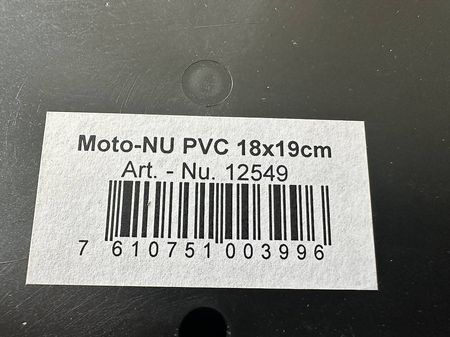 Moto-NU PVC 18x19cm
Art. - Nu. 12549
7 610751 003996